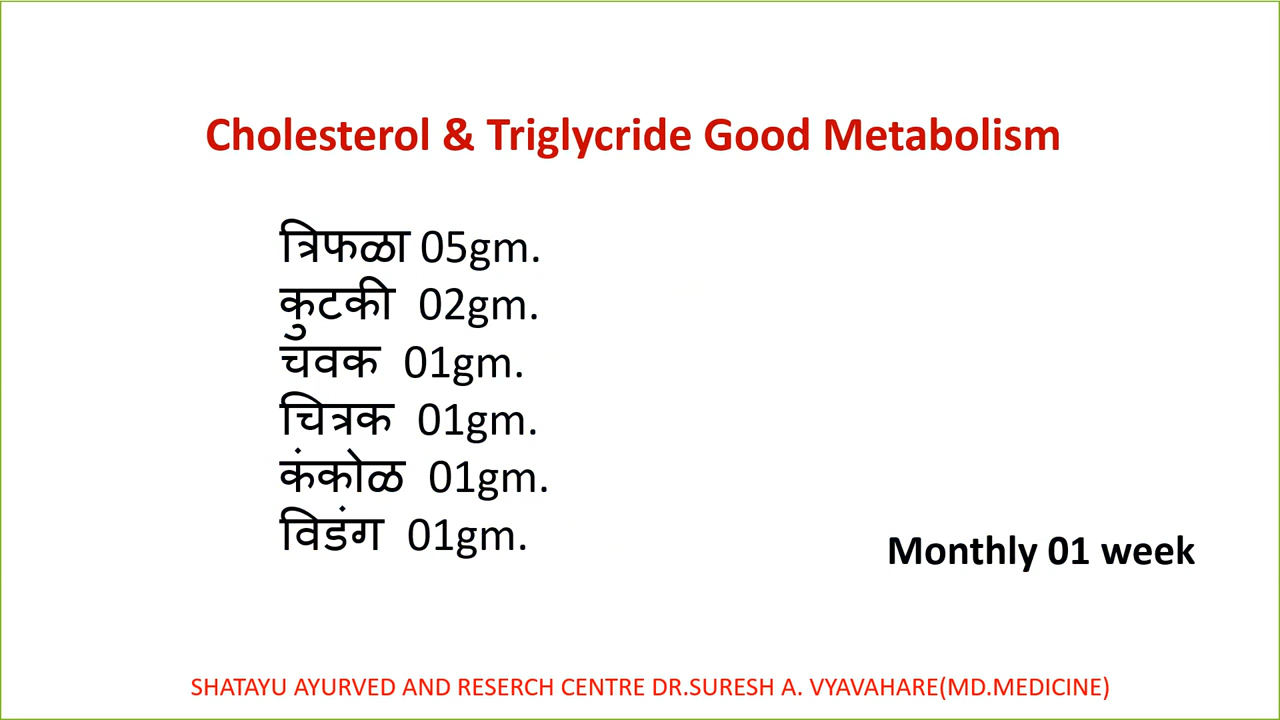 Cholesterol & Triglycride Good Metabolism
त्रिफळा 05gm.
कुटकी 02gm.
चवक 01gm.
चित्रक 01gm.
कंकोळ 01gm.
विडंग 01gm.
Monthly 01 week
SHATAYU AYURVED AND RESERCH CENTRE DR.SURESH A. VYAVAHARE(MD.MEDICINE)